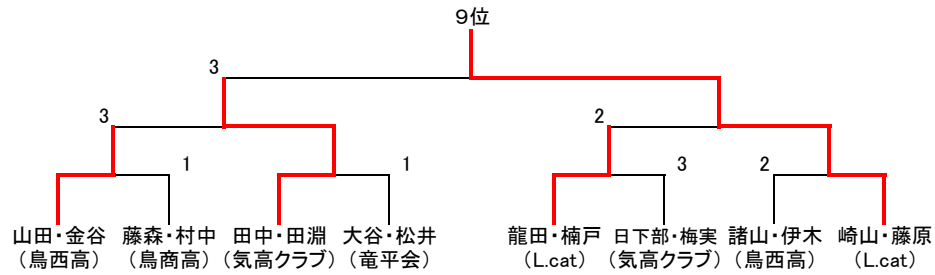 9位
3
3
2
1
1
3
2
山田・金谷 藤森・村中 田中・田淵 大谷・松井 龍田・楠戸 日下部・梅実 諸山・伊木 崎山・藤原
（鳥西高） （鳥商高） （気高クラブ） （竜平会） （L.cat） （気高クラブ） （鳥西高） （L.cat）